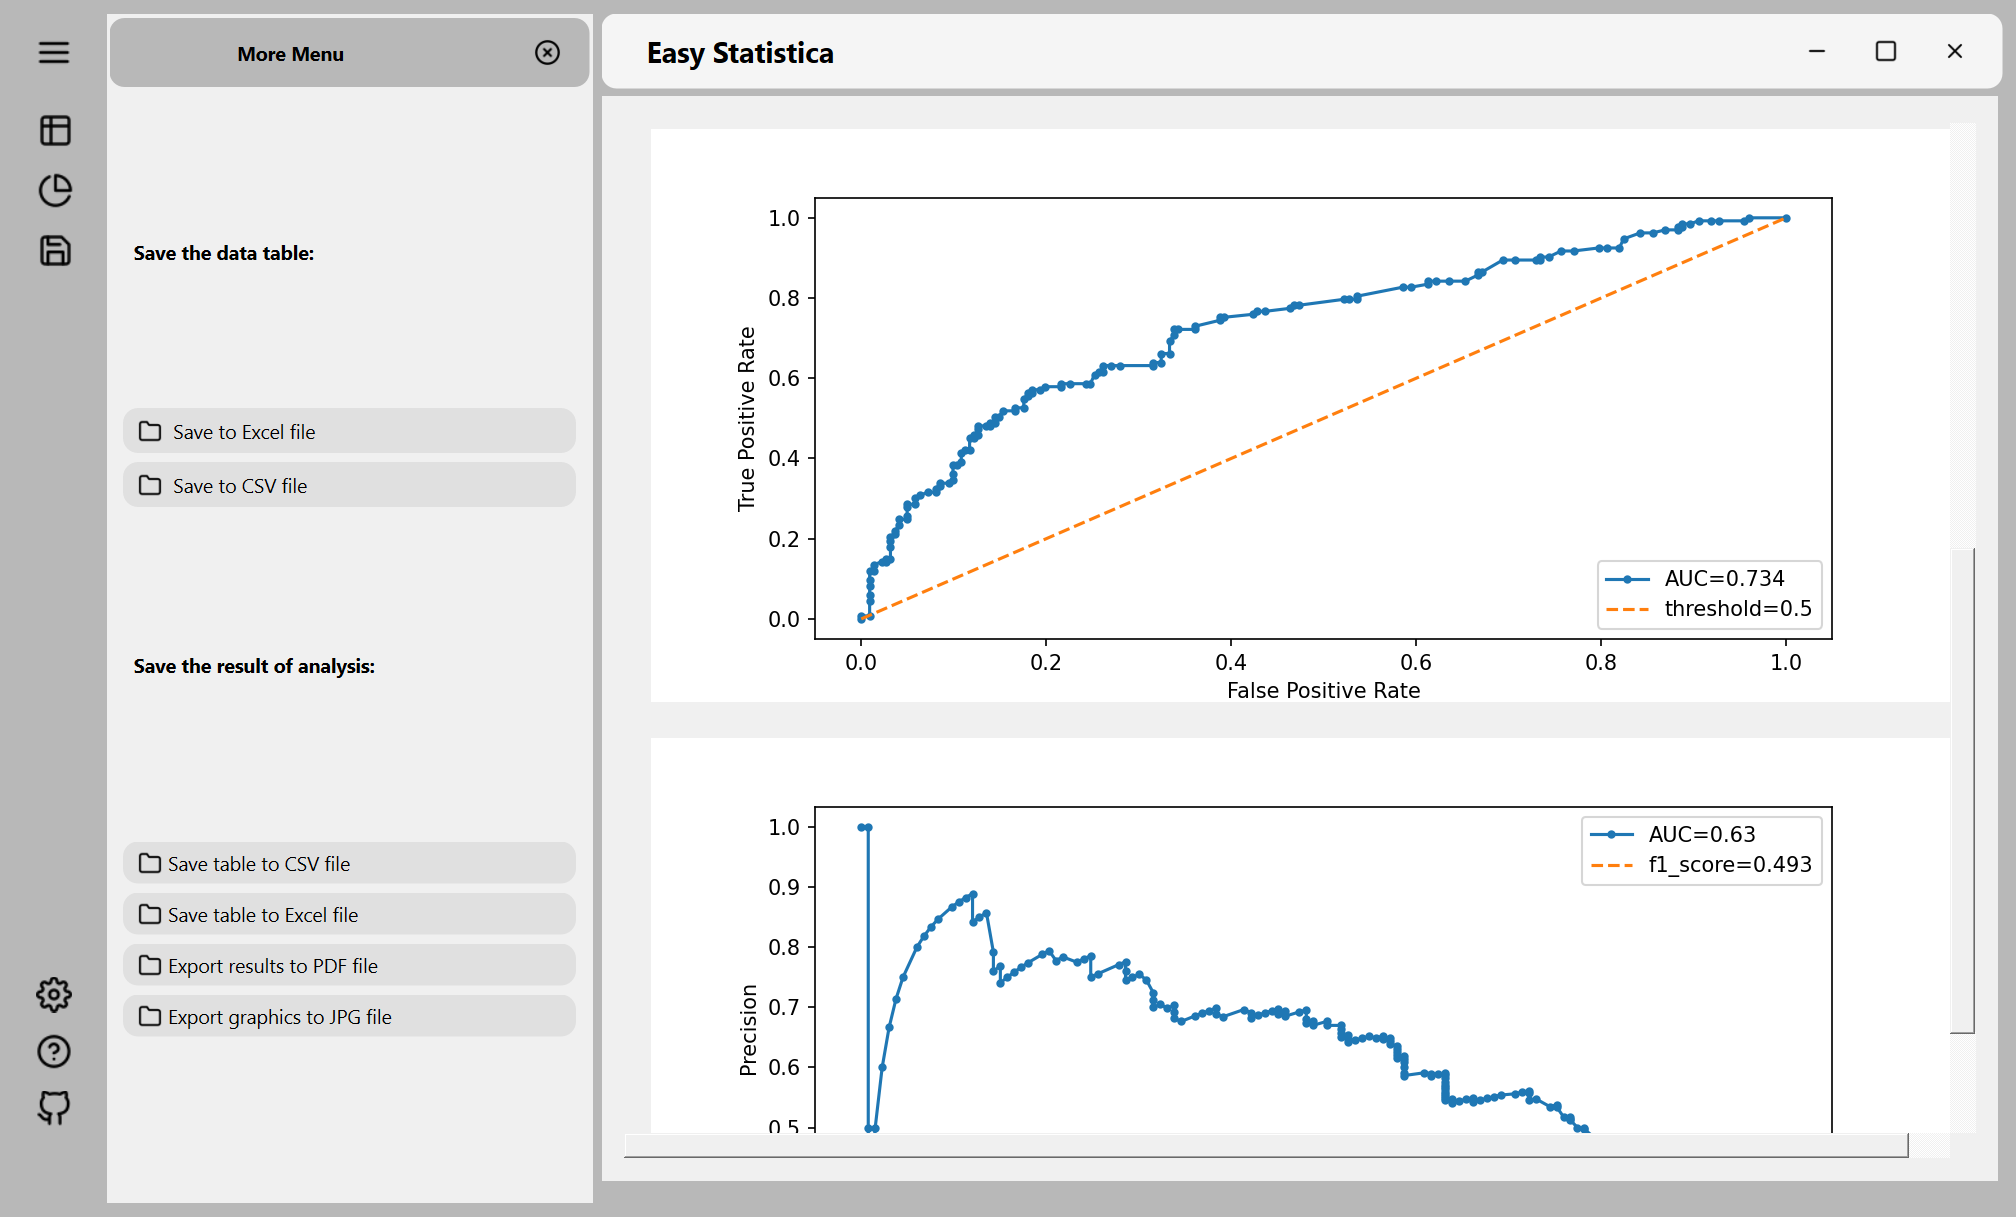 More Menu
Save the data table:
Save to Excel file
Save to CSV file
Save the result of analysis:
Save table to CSV file
Save table to Excel file
Export results to PDF file
Export graphics to JPG file
Easy Statistica
1.0
0.8
0.6
0.4
0.2
0.0
True Positive Rate
AUC=0.734
threshold=0.5
0.0 0.2 0.4 0.6 0.8 1.0
False Positive Rate
1.0
0.9
0.8
0.7
0.6
0.5
Precision
AUC=0.63
f1_score=0.493